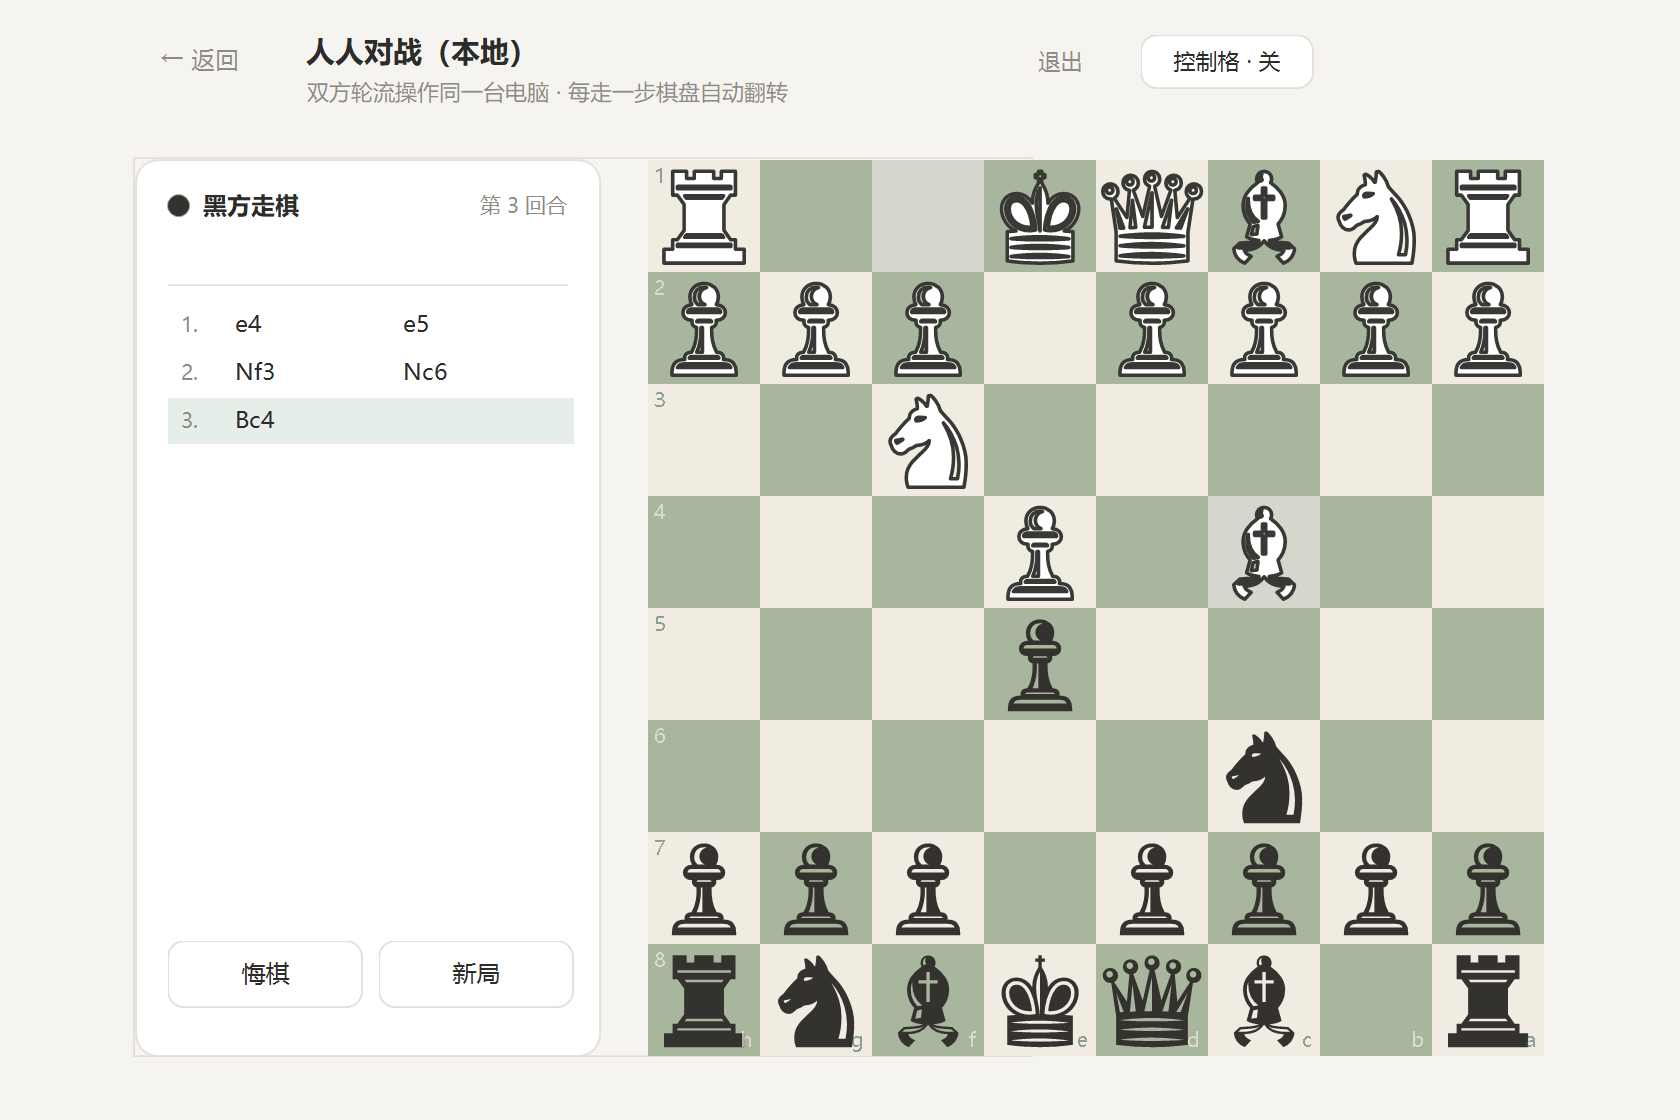 ← 返回
人人对战（本地）
双方轮流操作同一台电脑 · 每走一步棋盘自动翻转
退出
控制格 · 关
黑方走棋
第 3 回合
1. e4 e5
2. Nf3 Nc6
3. Bc4
悔棋
新局
1
2
3
4
5
6
7
8
h g f e d c b a